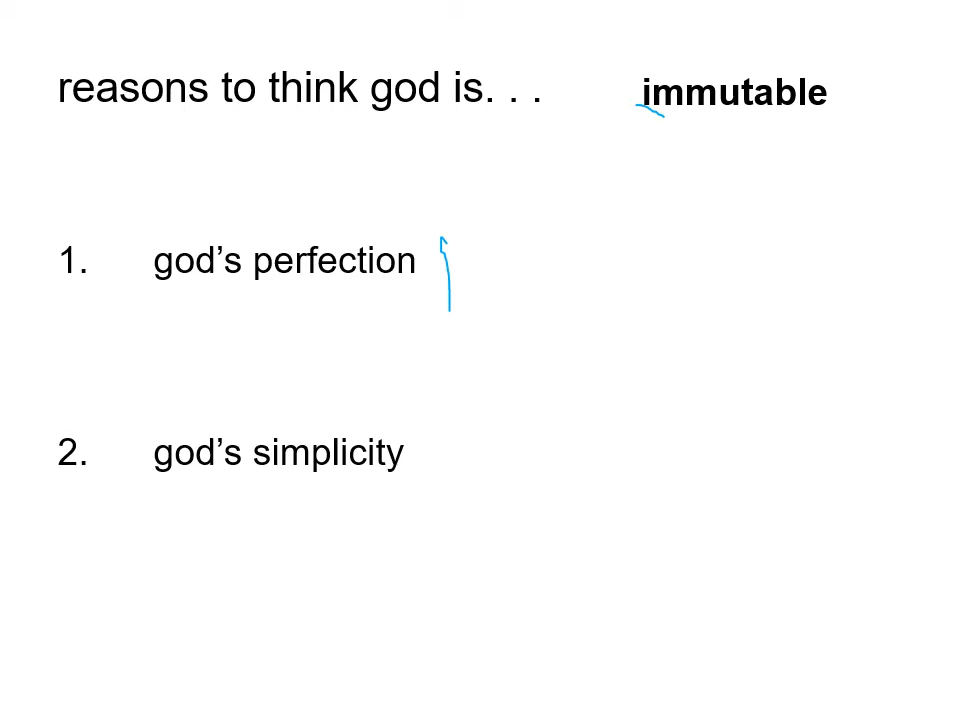 reasons to think god is. . . immutable
1. god’s perfection
2. god’s simplicity